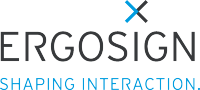 ERGOSIGN
SHAPING INTERACTION.